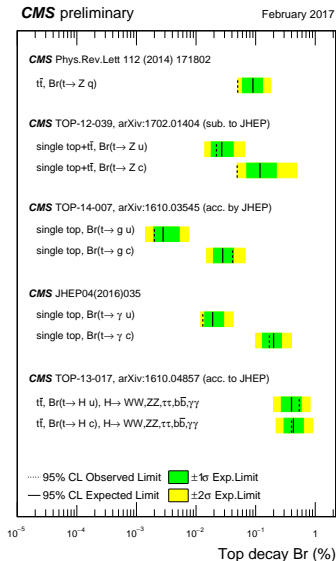 CMS preliminary February 2017
CMS Phys.Rev.Lett 112 (2014) 171802
tt̄, Br(t→ Z q)
CMS TOP-12-039, arXiv:1702.01404 (sub. to JHEP)
single top+tt̄, Br(t→ Z u)
single top+tt̄, Br(t→ Z c)
CMS TOP-14-007, arXiv:1610.03545 (acc. by JHEP)
single top, Br(t→ g u)
single top, Br(t→ g c)
CMS JHEP04(2016)035
single top, Br(t→ γ u)
single top, Br(t→ γ c)
CMS TOP-13-017, arXiv:1610.04857 (acc. to JHEP)
tt̄, Br(t→ H u), H→ WW,ZZ,ττ,bb̄,γγ
tt̄, Br(t→ H c), H→ WW,ZZ,ττ,bb̄,γγ
95% CL Observed Limit ±1σ Exp.Limit
95% CL Expected Limit ±2σ Exp.Limit
10⁻⁵ 10⁻⁴ 10⁻³ 10⁻² 10⁻¹ 1
Top decay Br (%)